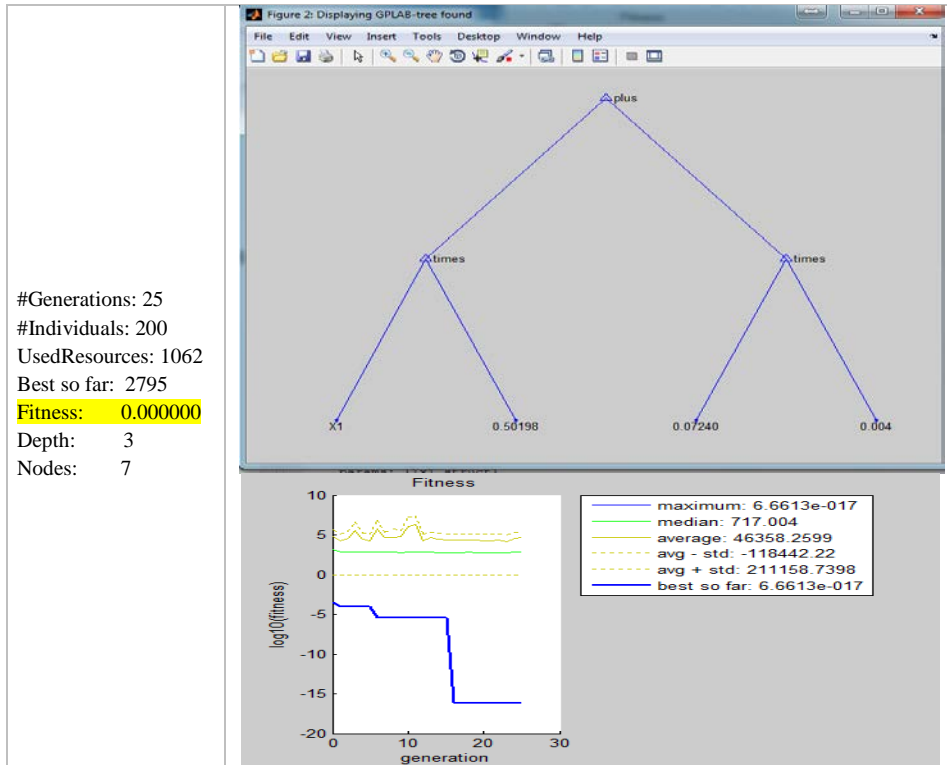 #Generations: 25
#Individuals: 200
UsedResources: 1062
Best so far: 2795
Fitness: 0.000000
Depth: 3
Nodes: 7
Figure 2: Displaying GPLAB-tree found
File Edit View Insert Tools Desktop Window Help
plus
times
times
X1
0.50198
0.07240
0.004
Fitness
10
5
0
-5
-10
-15
-20
0
10
20
30
log10(fitness)
generation
maximum: 6.6613e-017
median: 717.004
average: 46358.2599
avg - std: -118442.22
avg + std: 211158.7398
best so far: 6.6613e-017